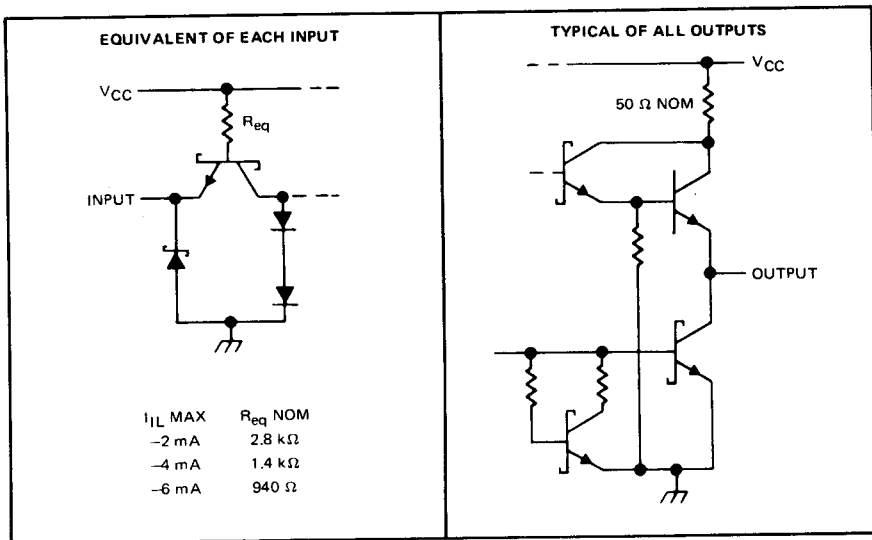 EQUIVALENT OF EACH INPUT
VCC
Req
INPUT
IIL MAX Req NOM
−2 mA 2.8 kΩ
−4 mA 1.4 kΩ
−6 mA 940 Ω
TYPICAL OF ALL OUTPUTS
VCC
50 Ω NOM
OUTPUT